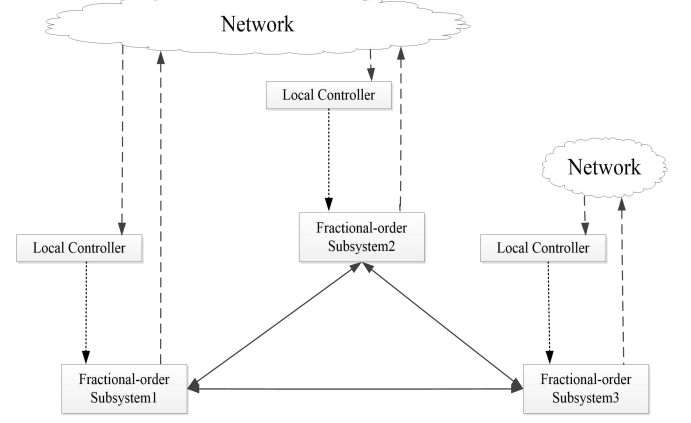 Network
Local Controller
Network
Fractional-order
Subsystem2
Local Controller
Local Controller
Fractional-order
Subsystem1
Fractional-order
Subsystem3